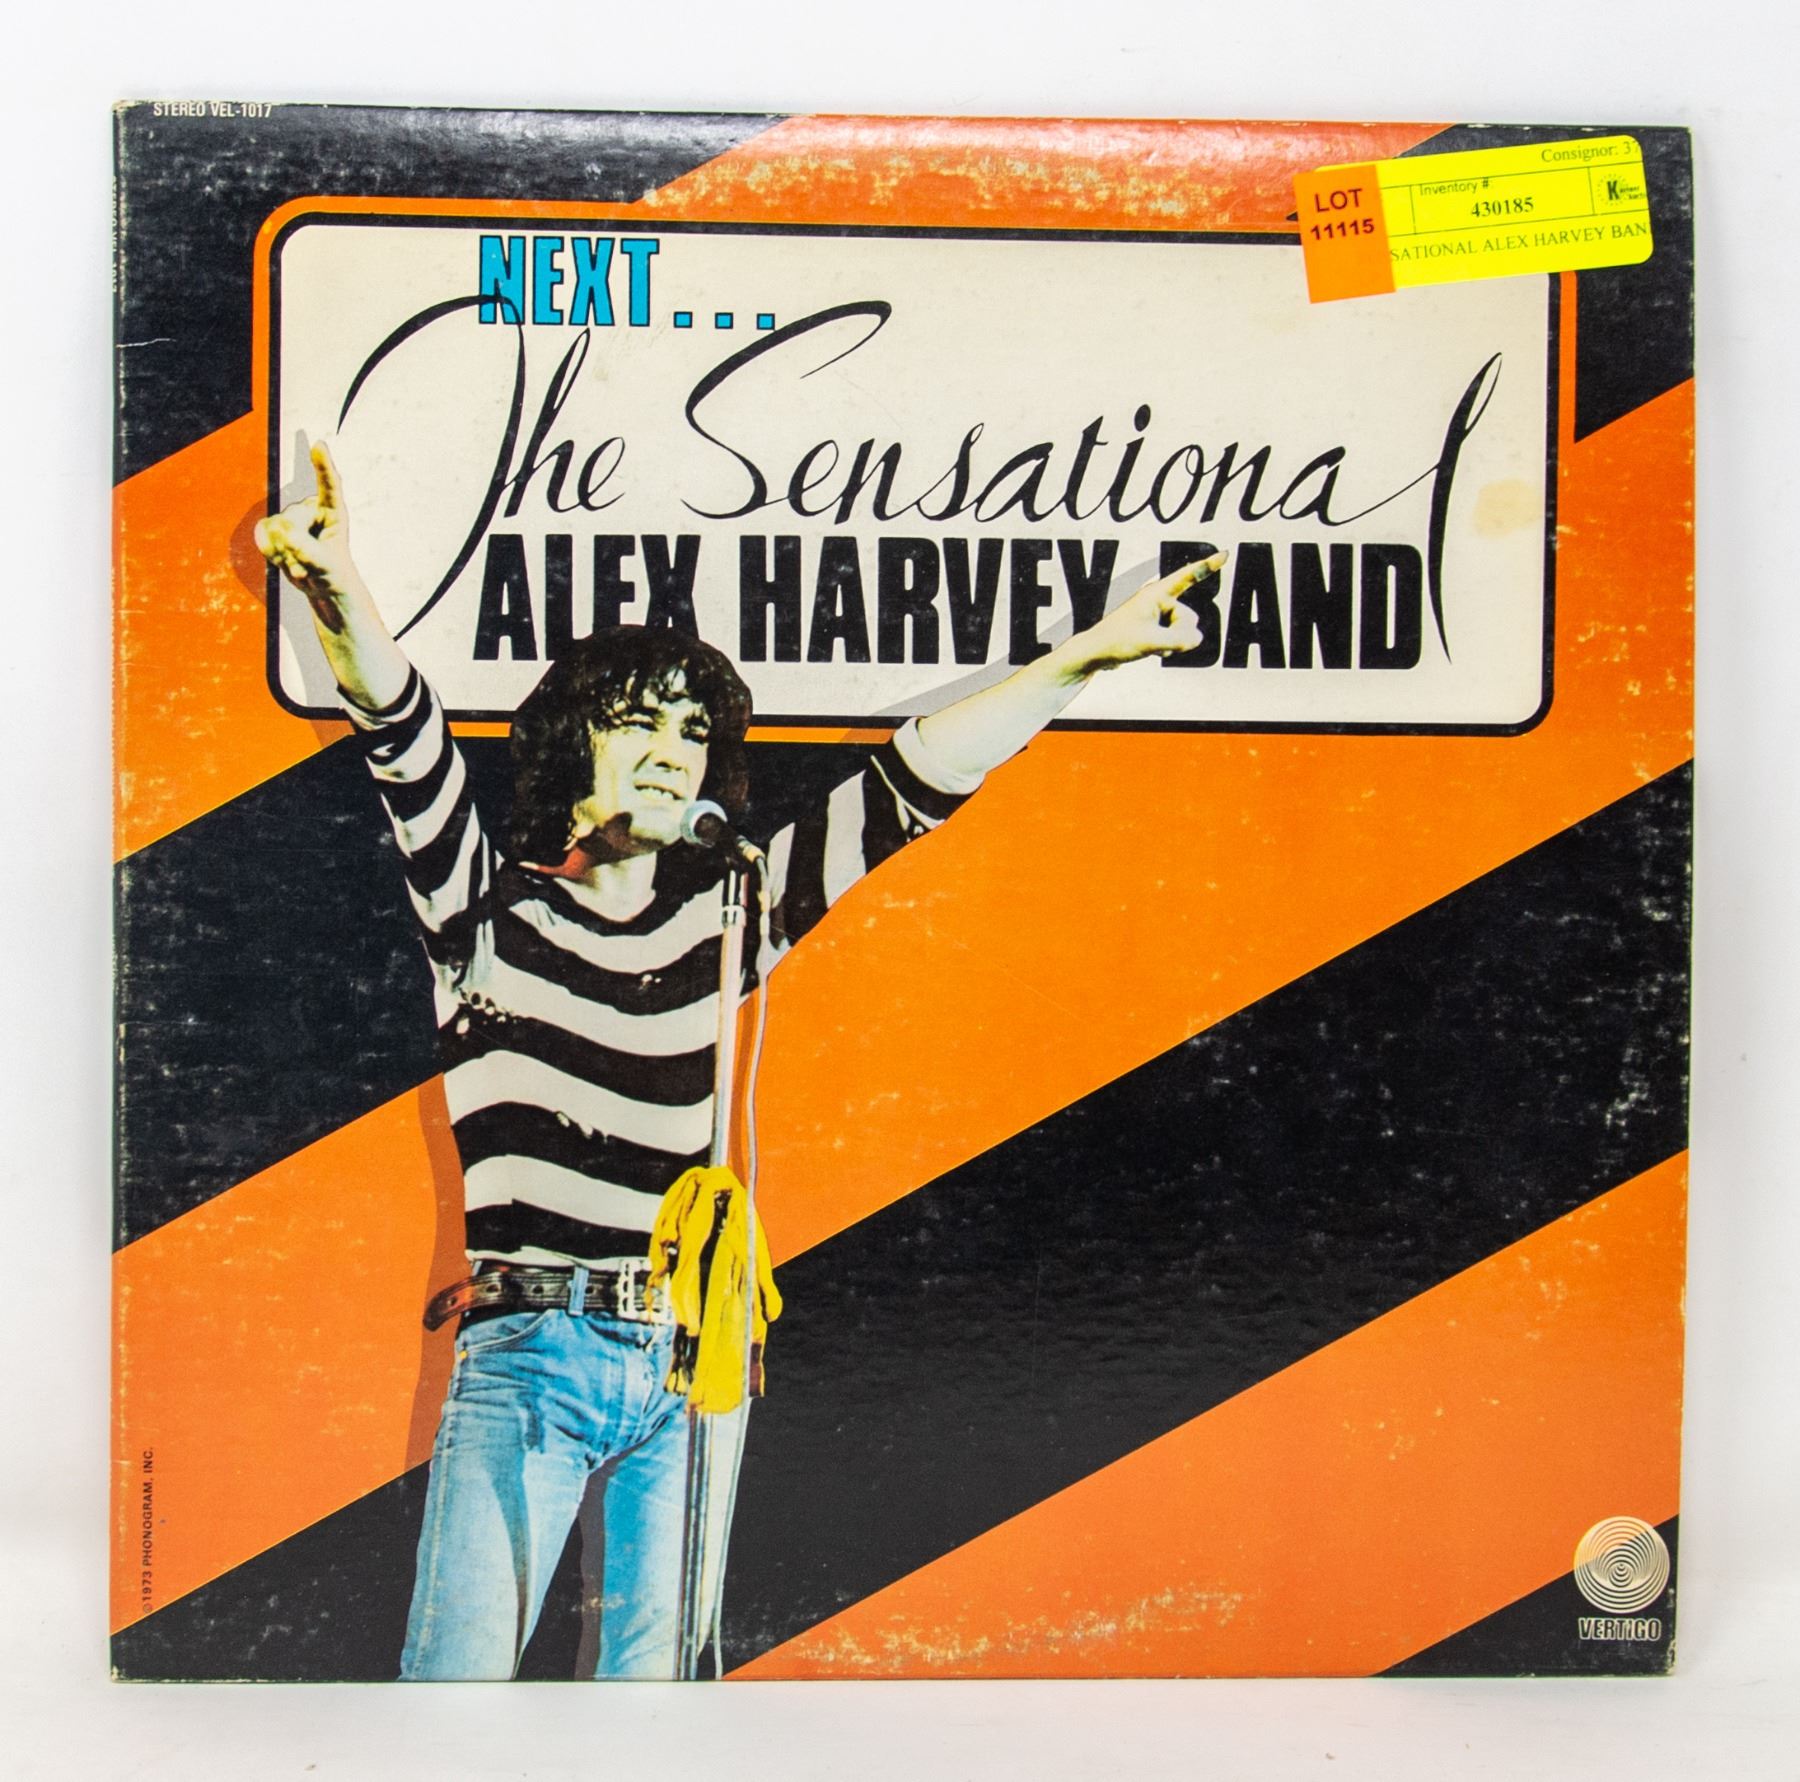 STEREO VEL-1017
NEXT...
The Sensational
ALEX HARVEY BAND
LOT
11115
Consignor: 37
Inventory #:
430185
SATIONAL ALEX HARVEY BAN
©1973 PHONOGRAM, INC.
VERTIGO